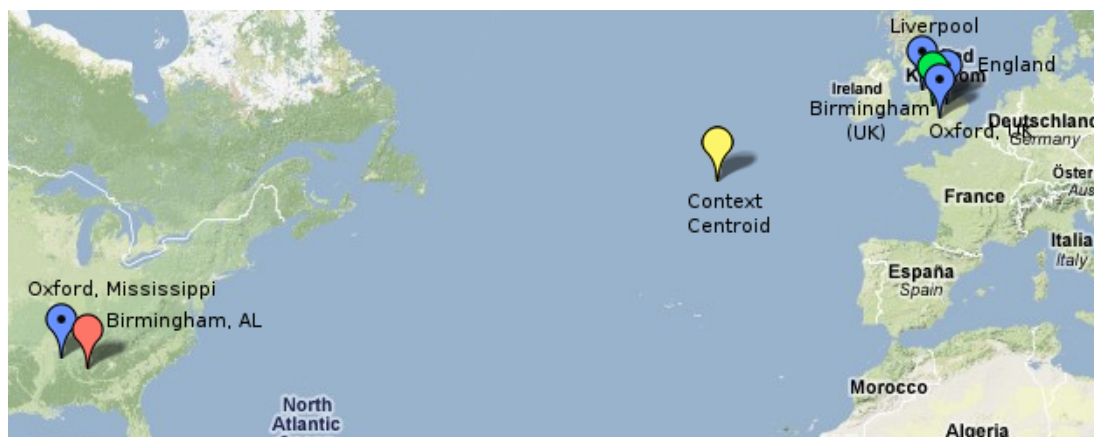 Liverpool
England
Ireland
Birmingham
(UK)
Oxford, UK
Deutschland
Germany
Context
Centroid
France
Öster
Aus
Italia
Italy
España
Spain
Oxford, Mississippi
Birmingham, AL
Morocco
North
Atlantic
Algeria